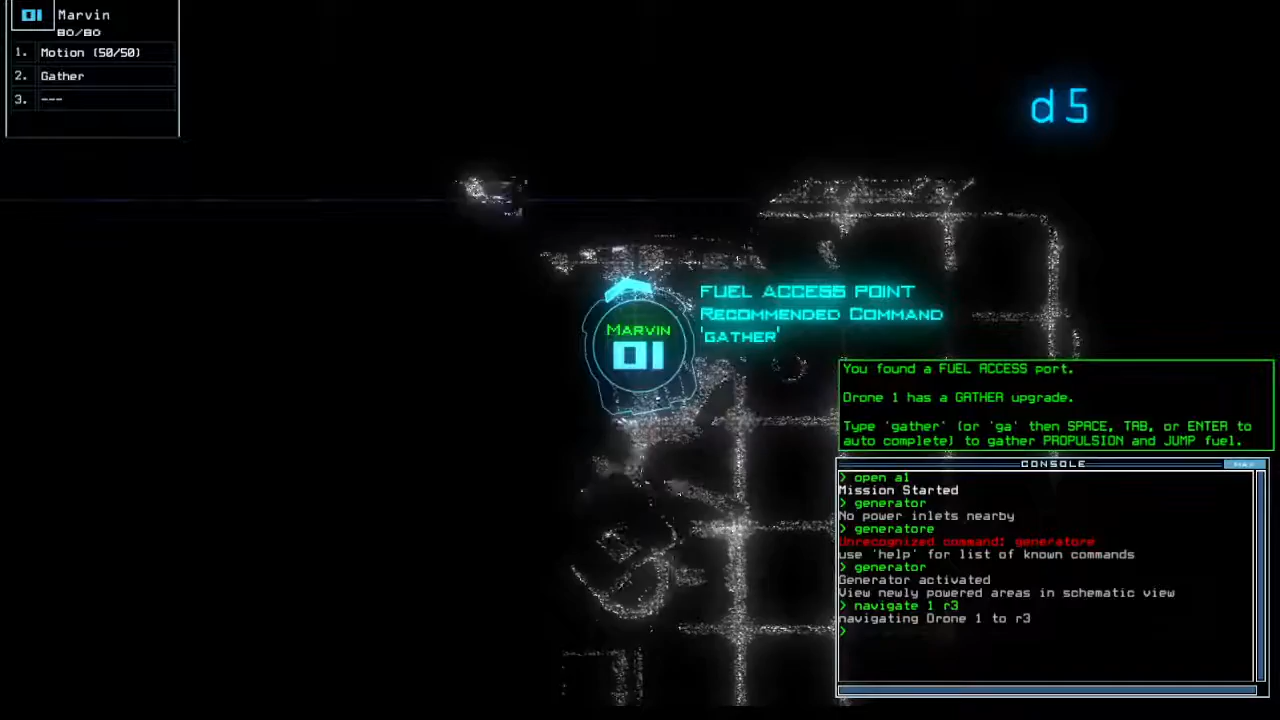 01 Marvin
80/80
1. Motion (50/50)
2. Gather
3. ---
d5
FUEL ACCESS POINT
RECOMMENDED COMMAND
'GATHER'
MARVIN
01
You found a FUEL ACCESS port.
Drone 1 has a GATHER upgrade.
Type 'gather' (or 'ga' then SPACE, TAB, or ENTER to
auto complete) to gather PROPULSION and JUMP fuel.
CONSOLE
> open a1
Mission Started
> generator
No power inlets nearby
> generatore
Unrecognized command: generatore
use 'help' for list of known commands
> generator
Generator activated
View newly powered areas in schematic view
> navigate 1 r3
navigating Drone 1 to r3
>